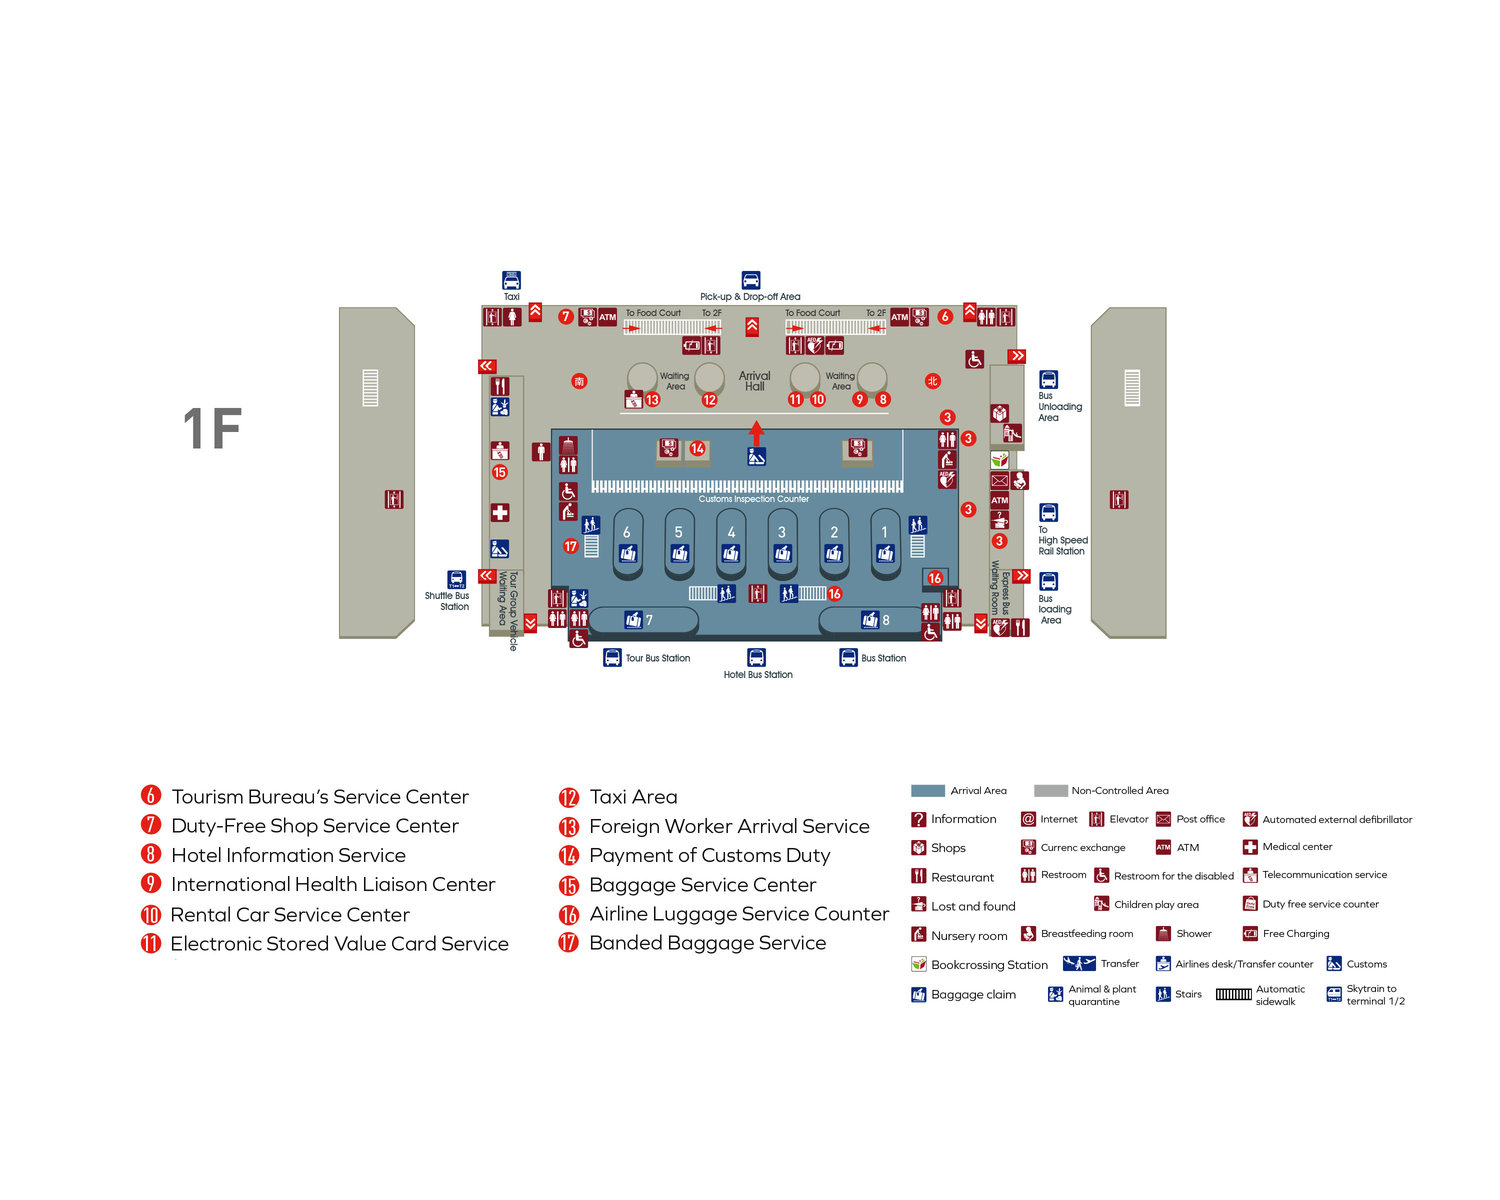 Taxi
Pick-up & Drop-off Area
7
ATM
To Food Court
To 2F
To Food Court
To 2F
ATM
6
南
Waiting
Area
Arrival
Hall
Waiting
Area
北
13
12
11
10
9
8
Bus
Unloading
Area
1F
3
3
14
15
Customs Inspection Counter
ATM
3
To
High Speed
Rail Station
3
17
6
5
4
3
2
1
16
16
Shuttle Bus
Station
Tour Group Vehicle
Waiting Area
Express Bus
Waiting Room
Bus
loading
Area
7
8
Tour Bus Station
Hotel Bus Station
Bus Station
6 Tourism Bureau's Service Center
7 Duty-Free Shop Service Center
8 Hotel Information Service
9 International Health Liaison Center
10 Rental Car Service Center
11 Electronic Stored Value Card Service
12 Taxi Area
13 Foreign Worker Arrival Service
14 Payment of Customs Duty
15 Baggage Service Center
16 Airline Luggage Service Counter
17 Banded Baggage Service
Arrival Area
Non-Controlled Area
? Information
@ Internet
Elevator
Post office
Automated external defibrillator
Shops
Currenc exchange
ATM ATM
Medical center
Restaurant
Restroom
Restroom for the disabled
Telecommunication service
Lost and found
Children play area
Duty free service counter
Nursery room
Breastfeeding room
Shower
Free Charging
Bookcrossing Station
Transfer
Airlines desk/Transfer counter
Customs
Baggage claim
Animal & plant
quarantine
Stairs
Automatic
sidewalk
Skytrain to
terminal 1/2